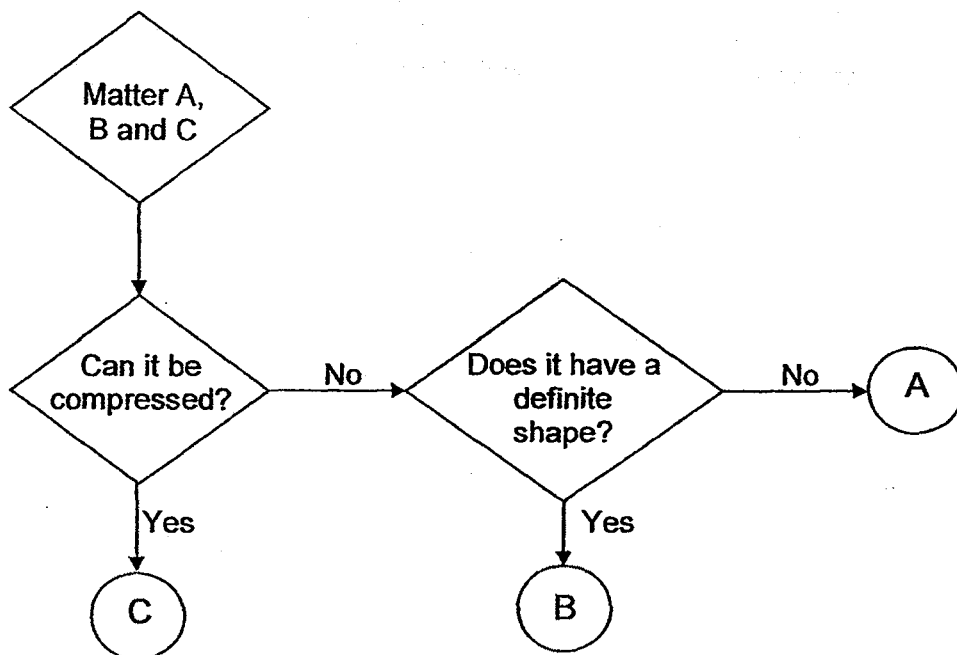 Matter A,
B and C
Can it be
compressed?
No
Does it have a
definite
shape?
No
A
Yes
C
Yes
B